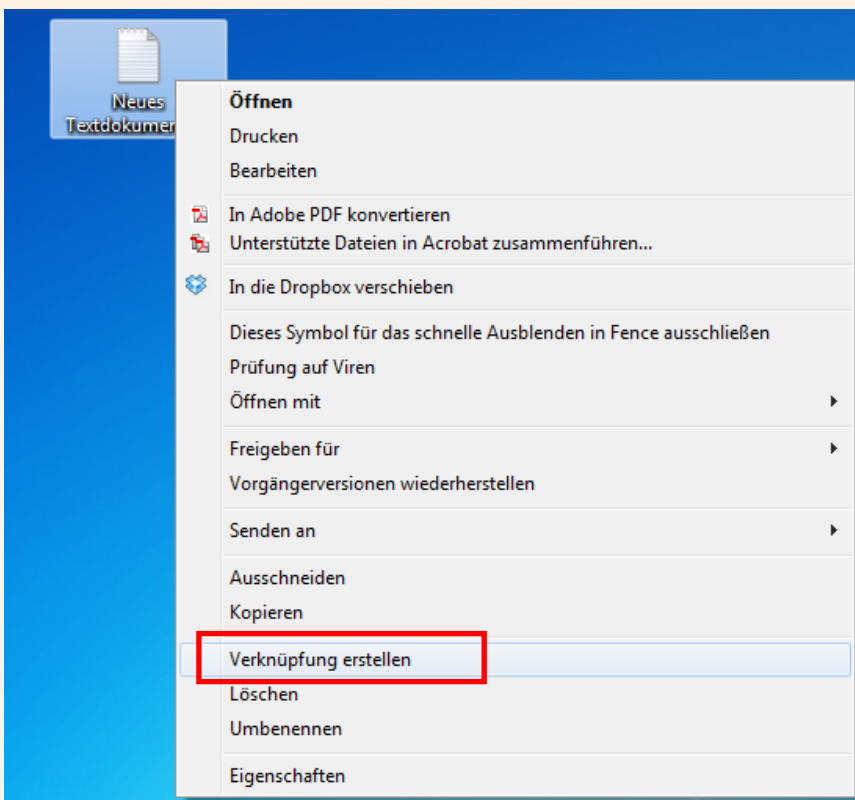 Neues
Textdokumen
Öffnen
Drucken
Bearbeiten
In Adobe PDF konvertieren
Unterstützte Dateien in Acrobat zusammenführen...
In die Dropbox verschieben
Dieses Symbol für das schnelle Ausblenden in Fence ausschließen
Prüfung auf Viren
Öffnen mit
Freigeben für
Vorgängerversionen wiederherstellen
Senden an
Ausschneiden
Kopieren
Verknüpfung erstellen
Löschen
Umbenennen
Eigenschaften